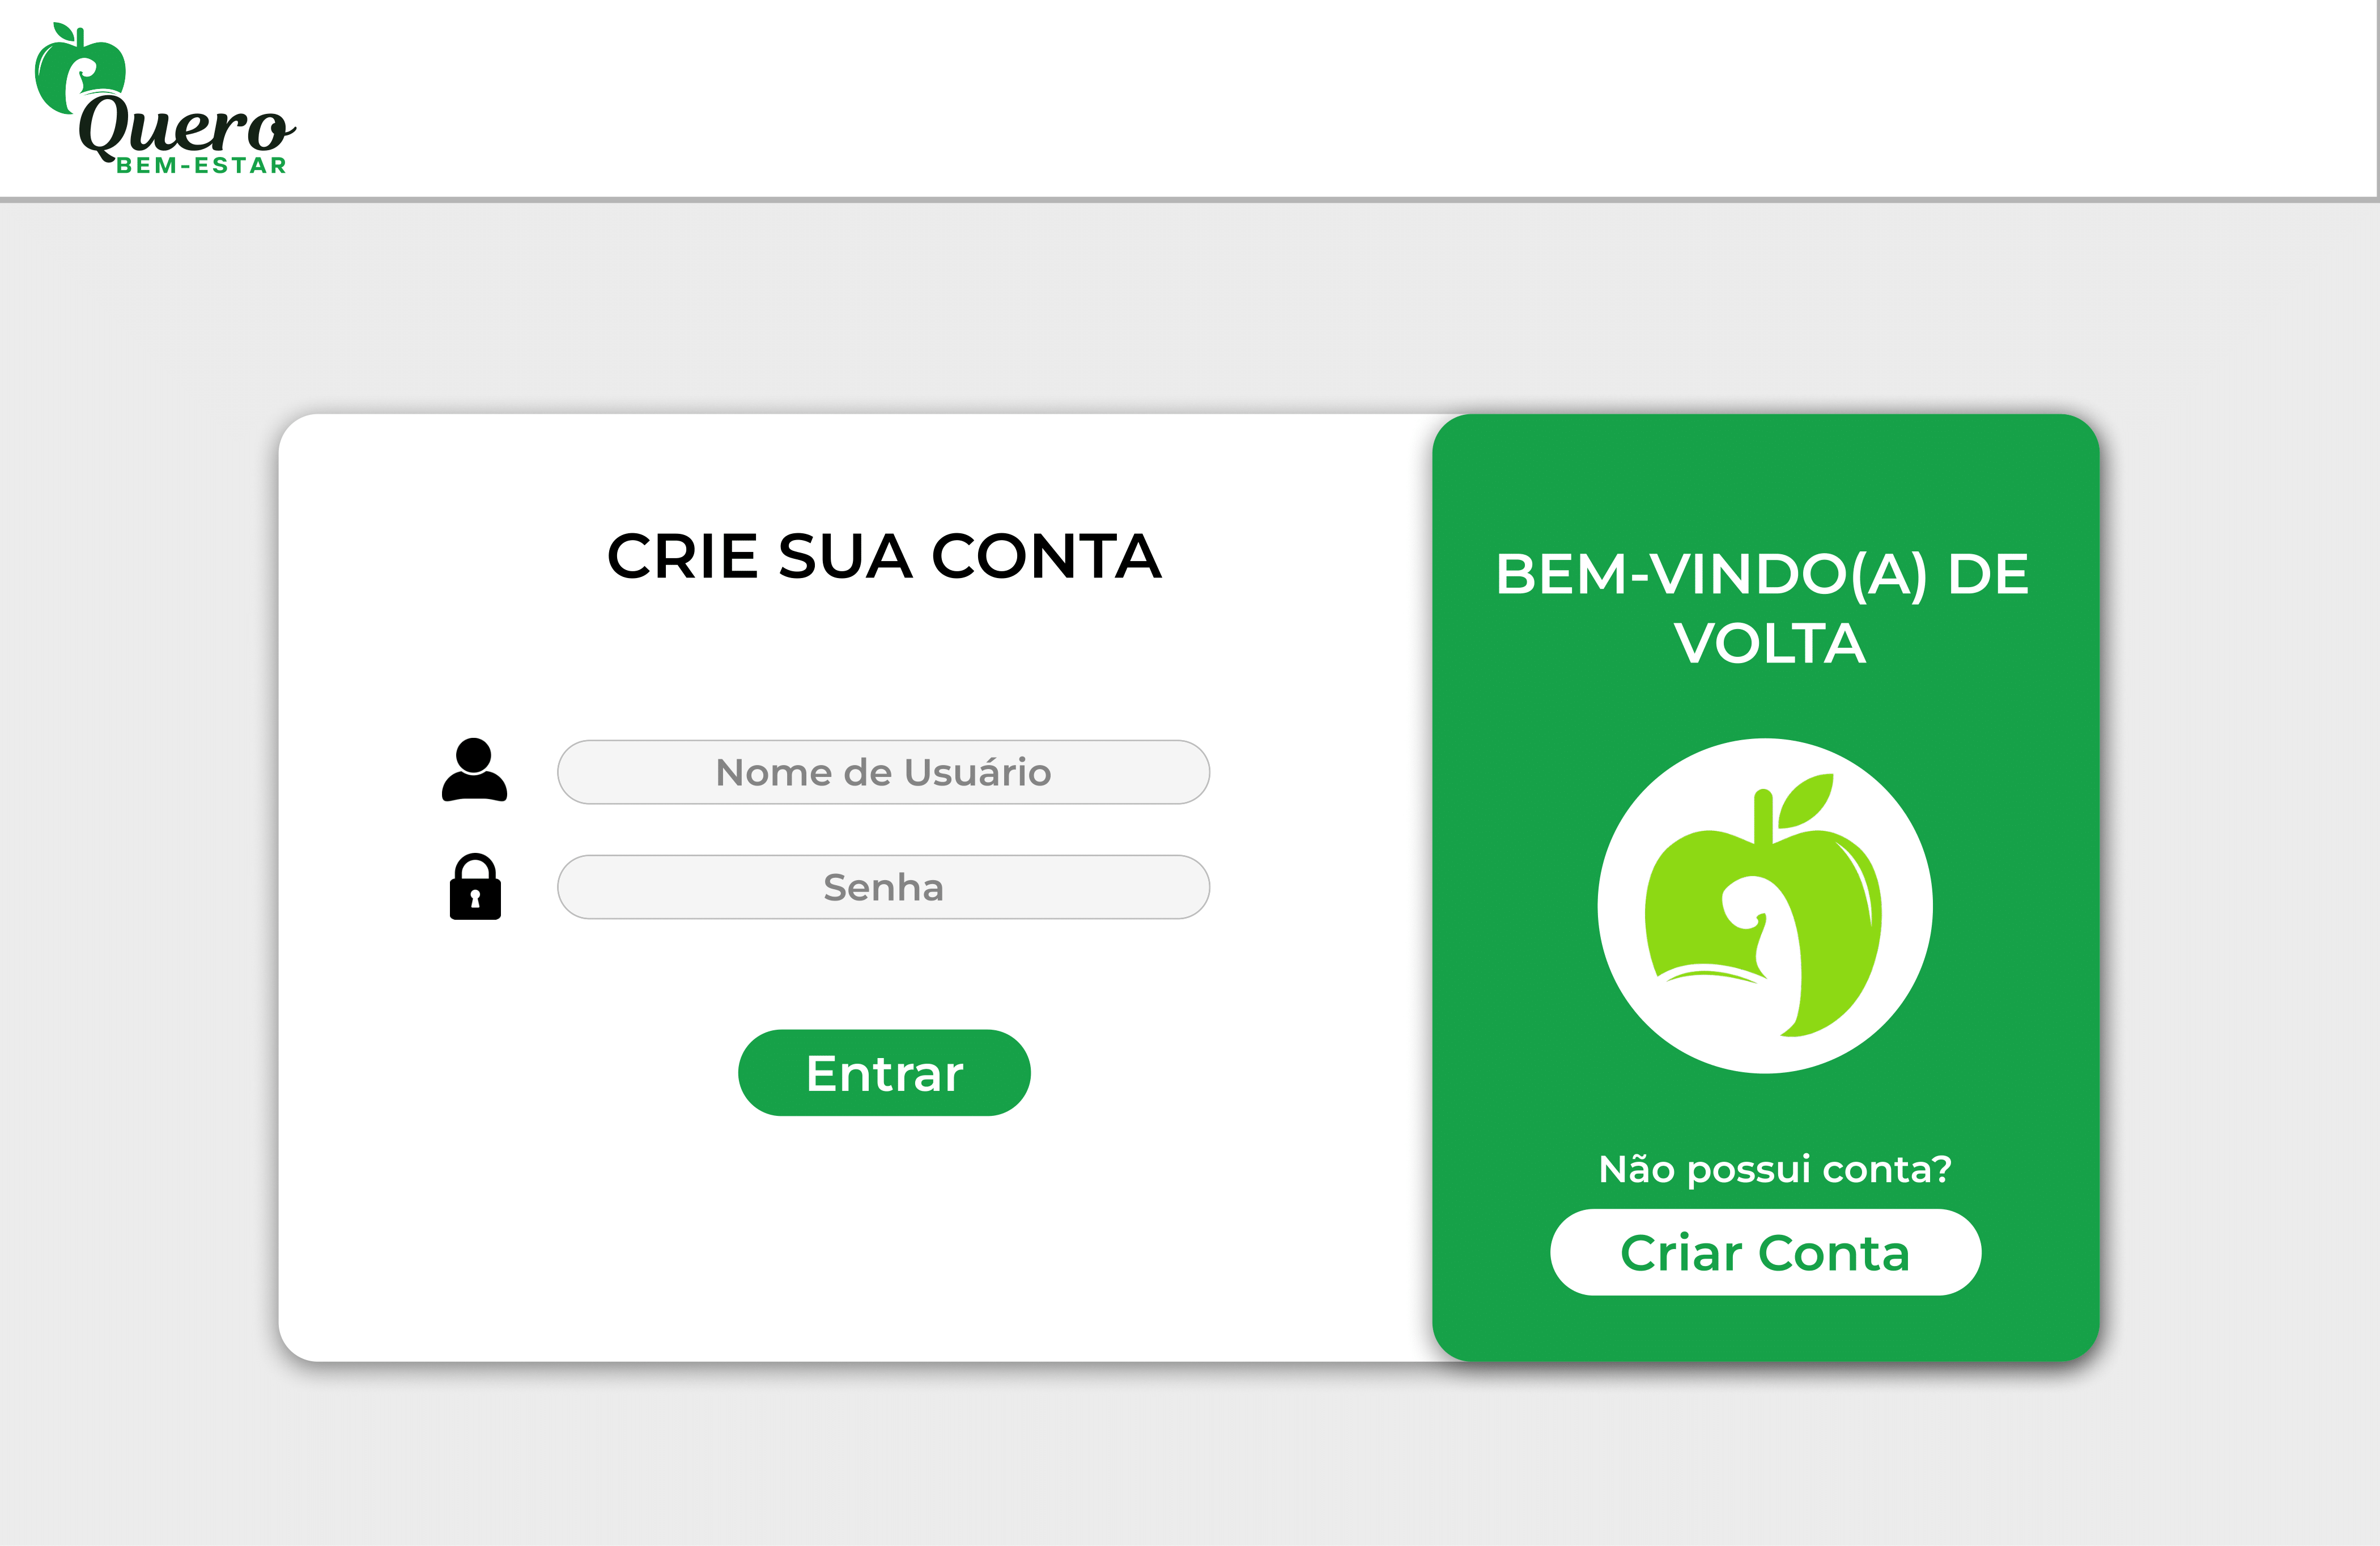 Quero
BEM-ESTAR
CRIE SUA CONTA
Nome de Usuário
Senha
Entrar
BEM-VINDO(A) DE
VOLTA
Não possui conta?
Criar Conta